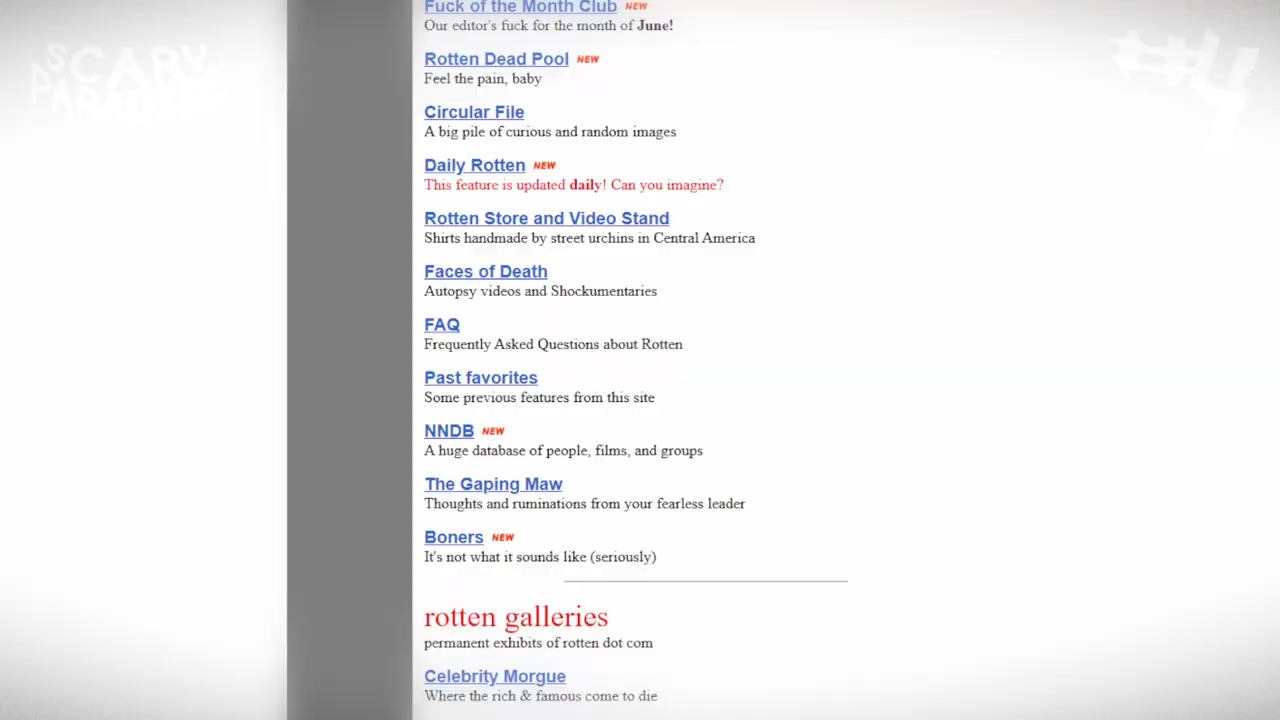 Fuck of the Month Club NEW
Our editor's fuck for the month of June!
SCARY
PARADISE
#4
Rotten Dead Pool NEW
Feel the pain, baby
Circular File
A big pile of curious and random images
Daily Rotten NEW
This feature is updated daily! Can you imagine?
Rotten Store and Video Stand
Shirts handmade by street urchins in Central America
Faces of Death
Autopsy videos and Shockumentaries
FAQ
Frequently Asked Questions about Rotten
Past favorites
Some previous features from this site
NNDB NEW
A huge database of people, films, and groups
The Gaping Maw
Thoughts and ruminations from your fearless leader
Boners NEW
It's not what it sounds like (seriously)
rotten galleries
permanent exhibits of rotten dot com
Celebrity Morgue
Where the rich & famous come to die